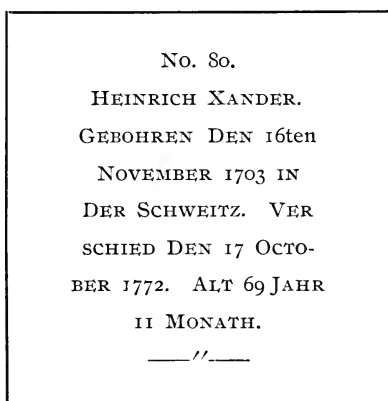 No. 80.
Heinrich Xander.
Gebohren Den 16ten
November 1703 in
Der Schweitz. Ver
schied Den 17 Octo-
ber 1772. Alt 69 Jahr
11 Monath.